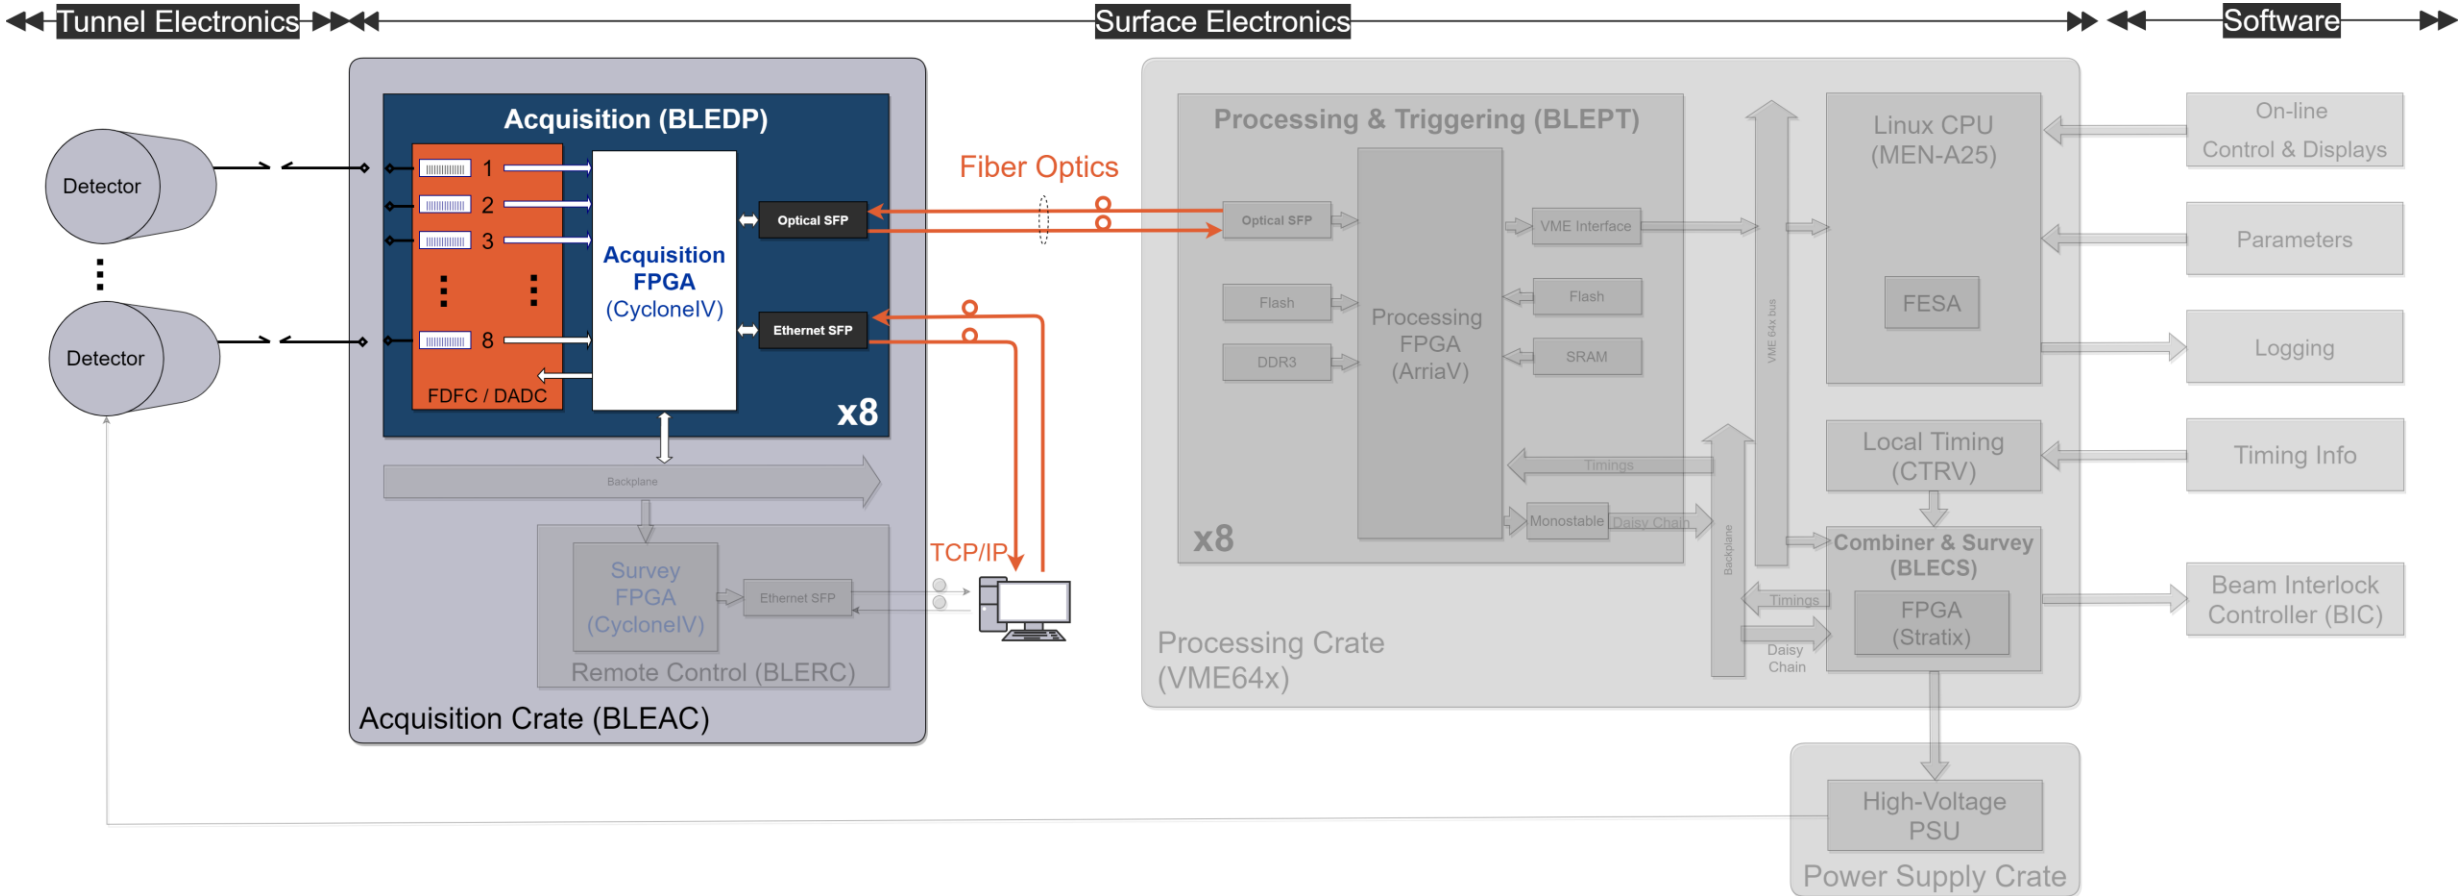 Tunnel Electronics
Surface Electronics
Software
Detector
Detector
Acquisition (BLEDP)
1
2
3
8
FDFC / DADC
Acquisition
FPGA
(CycloneIV)
Optical SFP
Ethernet SFP
x8
Backplane
Survey
FPGA
(CycloneIV)
Ethernet SFP
Remote Control (BLERC)
Acquisition Crate (BLEAC)
Fiber Optics
TCP/IP
Processing & Triggering (BLEPT)
Optical SFP
Flash
DDR3
Processing
FPGA
(ArriaV)
VME Interface
Flash
SRAM
Timings
Monostable
Daisy Chain
x8
Processing Crate
(VME64x)
VME 64x bus
Backplane
Timings
Daisy
Chain
Linux CPU
(MEN-A25)
FESA
Local Timing
(CTRV)
Combiner & Survey
(BLECS)
FPGA
(Stratix)
High-Voltage
PSU
Power Supply Crate
On-line
Control & Displays
Parameters
Logging
Timing Info
Beam Interlock
Controller (BIC)